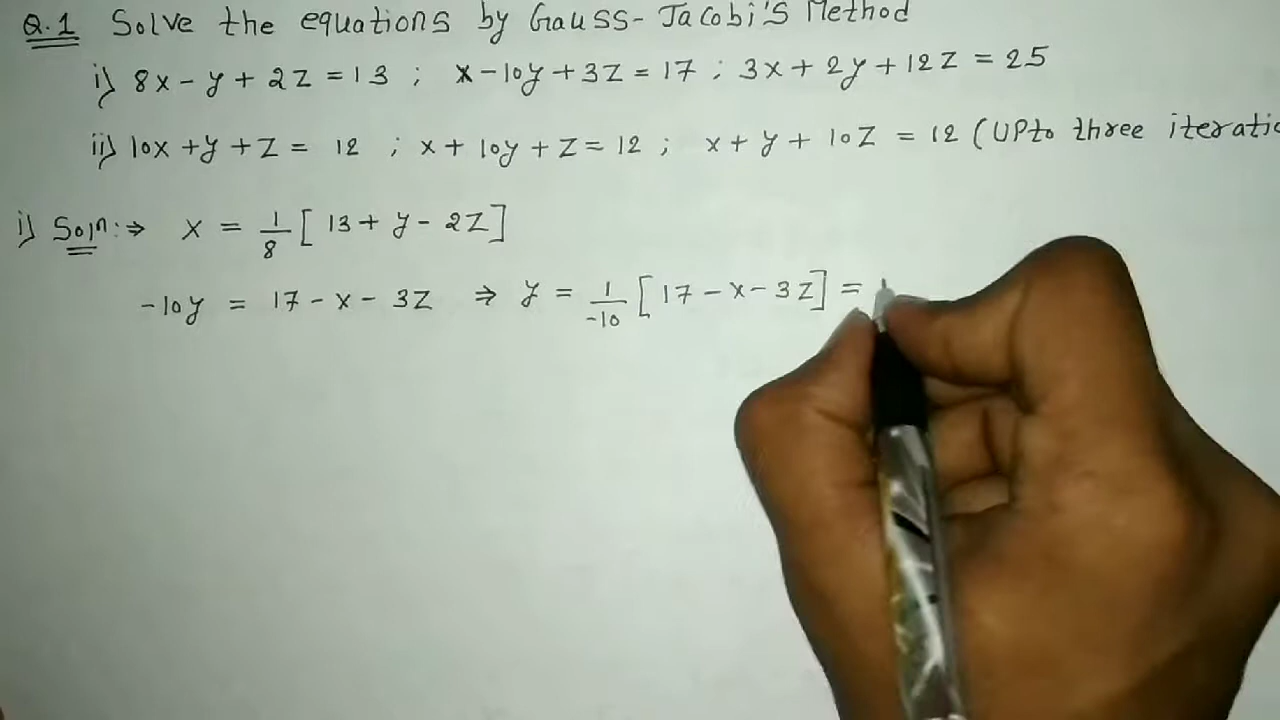 Q.1 Solve the equations by Gauss-Jacobi's Method
i) 8x - y + 2z = 13 ; x - 10y + 3z = 17 ; 3x + 2y + 12z = 25
ii) 10x + y + z = 12 ; x + 10y + z = 12 ; x + y + 10z = 12 (UPto three
i) Soln: ⇒ x = 1/8 [ 13 + y - 2z ]
-10y = 17 - x - 3z ⇒ y = 1/-10 [ 17 - x - 3z ] =